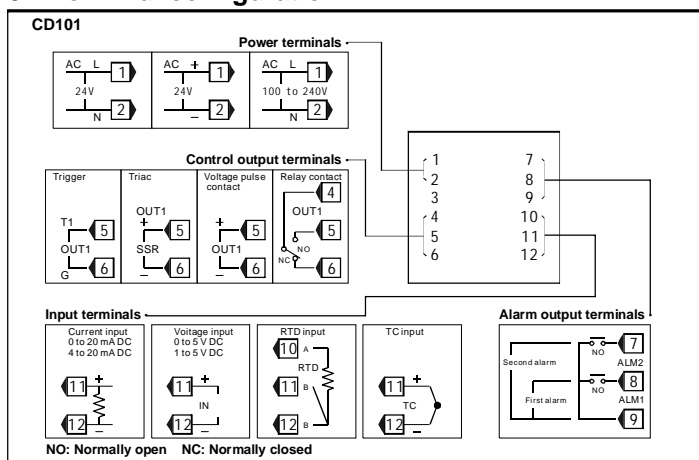 CD101
Power terminals
AC L 1
24V
N 2
AC + 1
24V
– 2
AC L 1
100 to 240V
N 2
Control output terminals
Trigger
T1 5
OUT1
G 6
Triac
OUT1
+ 5
SSR
– 6
Voltage pulse
contact
+ 5
OUT1
– 6
Relay contact
4
OUT1
5
NO
NC 6
1 7
2 8
3 9
4 10
5 11
6 12
Input terminals
Current input
0 to 20 mA DC
4 to 20 mA DC
11 +
12 –
Voltage input
0 to 5 V DC
1 to 5 V DC
11 +
IN
12 –
RTD input
10 A
RTD
11 B
12 B
TC input
11 +
TC
12 –
Alarm output terminals
7
NO
Second alarm ALM2
8
NO
First alarm ALM1
9
NO: Normally open NC: Normally closed